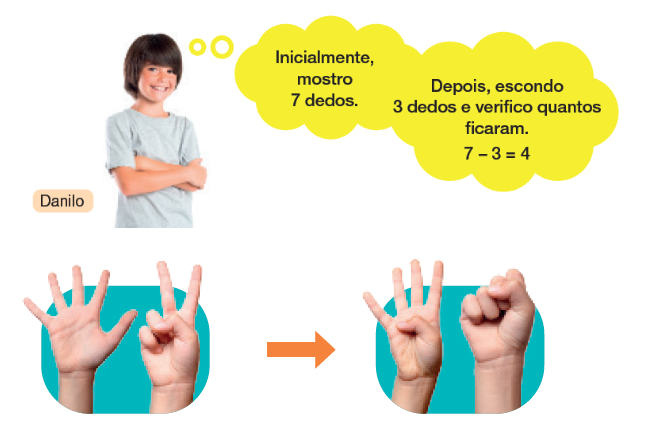 Inicialmente,
mostro
7 dedos.
Depois, escondo
3 dedos e verifico quantos
ficaram.
7 – 3 = 4
Danilo